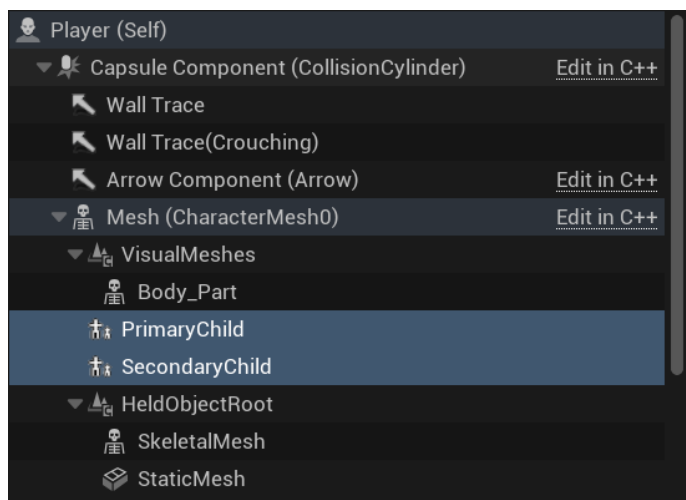 Player (Self)
Capsule Component (CollisionCylinder) Edit in C++
Wall Trace
Wall Trace(Crouching)
Arrow Component (Arrow) Edit in C++
Mesh (CharacterMesh0) Edit in C++
VisualMeshes
Body_Part
PrimaryChild
SecondaryChild
HeldObjectRoot
SkeletalMesh
StaticMesh